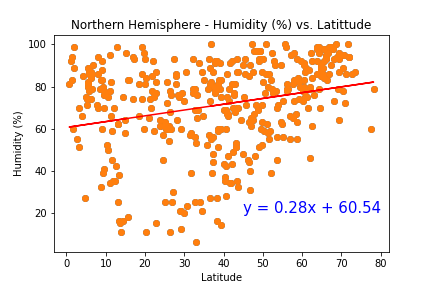 Northern Hemisphere - Humidity (%) vs. Latittude
Humidity (%)
100
80
60
40
20
y = 0.28x + 60.54
0 10 20 30 40 50 60 70 80
Latitude